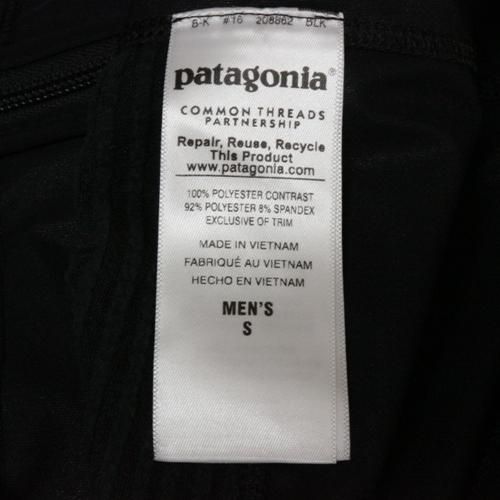 B-K #16 208862 BLK
patagonia®
COMMON THREADS
PARTNERSHIP
Repair, Reuse, Recycle
This Product
www.patagonia.com
100% POLYESTER CONTRAST
92% POLYESTER 8% SPANDEX
EXCLUSIVE OF TRIM
MADE IN VIETNAM
FABRIQUÉ AU VIETNAM
HECHO EN VIETNAM
MEN'S
S